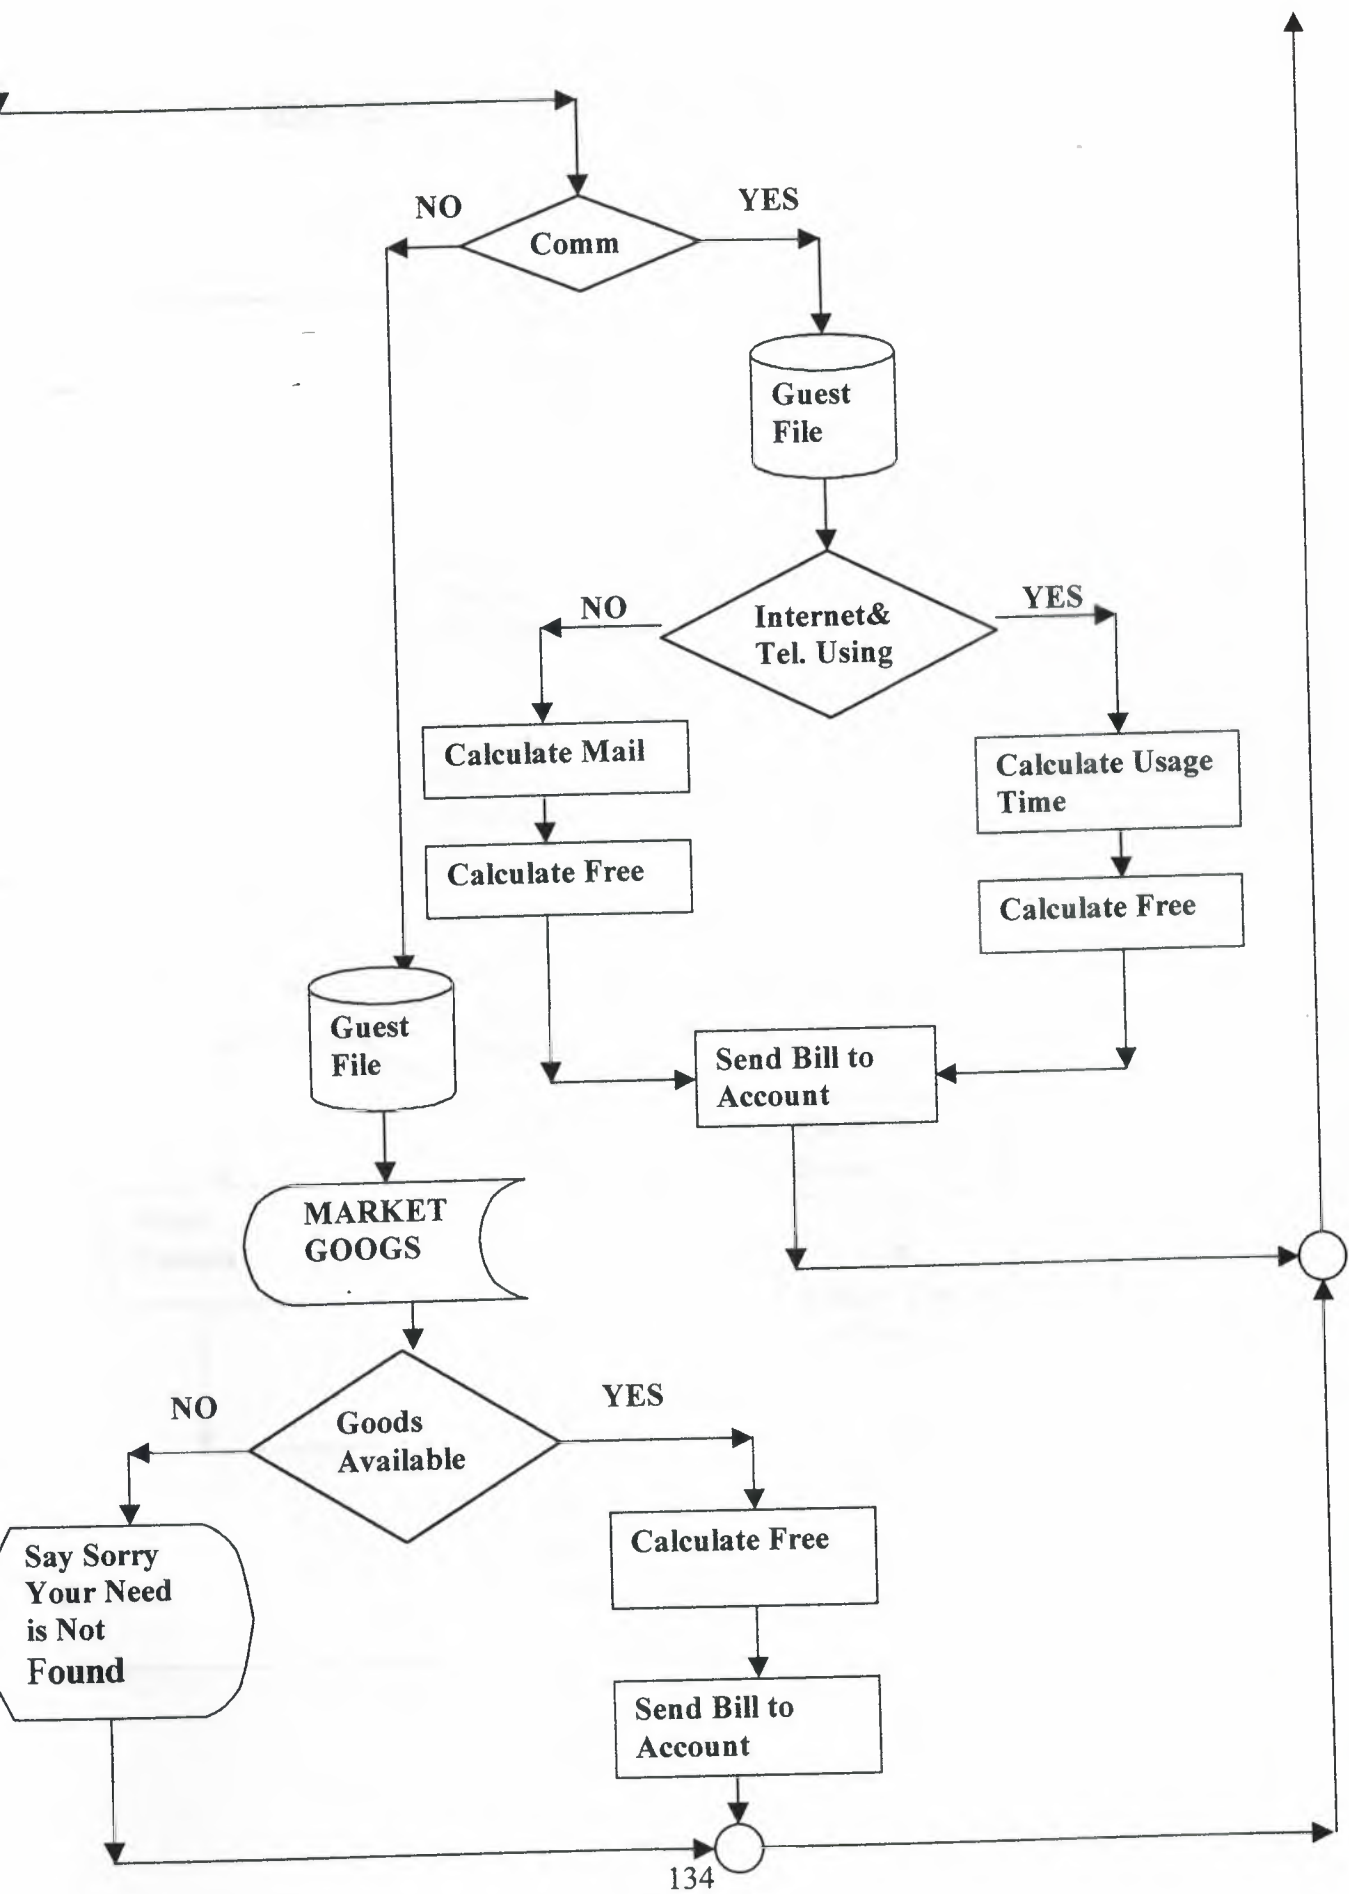 NO
YES
Comm
Guest
File
NO
YES
Internet&
Tel. Using
Calculate Mail
Calculate Usage
Time
Calculate Free
Calculate Free
Guest
File
Send Bill to
Account
MARKET
GOOGS
NO
YES
Goods
Available
Calculate Free
Say Sorry
Your Need
is Not
Found
Send Bill to
Account
134